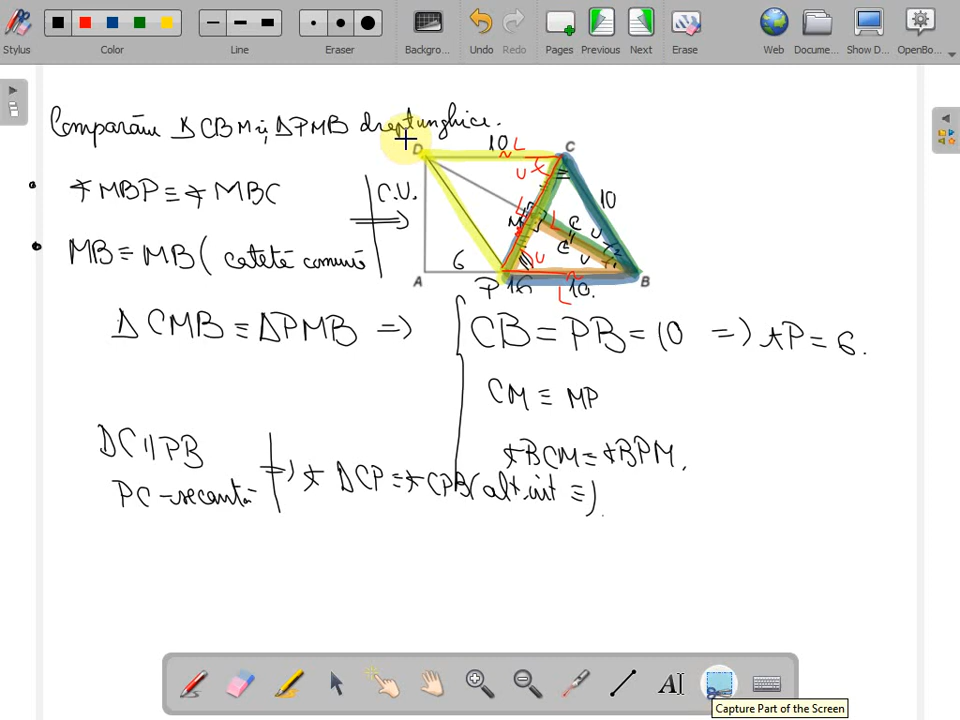 Stylus
Color
Line
Eraser
Backgro...
Undo
Redo
Pages
Previous
Next
Erase
Web
Docume...
Show D...
OpenBo...
Comparăm ΔCBM și ΔPMB dreptunghice.
• ∢MBP ≡ ∢MBC
C.U.
⇒
• MB ≡ MB (catetă comună
ΔCMB ≡ ΔPMB ⇒
CB = PB = 10 ⇒ AP = 6.
CM ≡ MP
∢BCM = ∢BPM.
DC || PB
PC - secantă
⇒ ∢DCP ≡ ∢CPB (alt. int ≡)
D
10
L
C
U
10
M
L
C
U
6
U
A
P
16
10.
B
L
Capture Part of the Screen